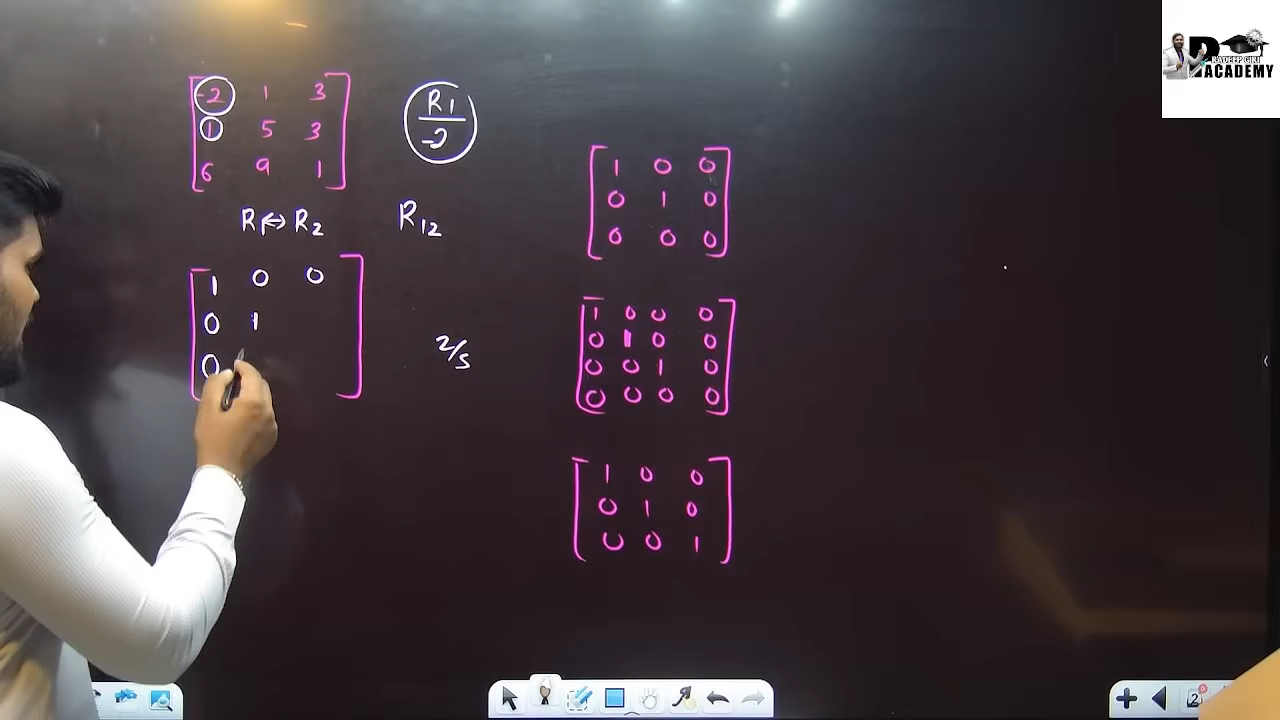 -2 1 3
1 5 3
6 9 1
R1
-2
R1↔R2 R12
1 0 0
0 1
0
2/5
1 0 0
0 1 0
0 0 0
1 0 0 0
0 1 0 0
0 0 1 0
0 0 0 0
1 0 0
0 1 0
0 0 1
PRADEEP GIRI
ACADEMY
2